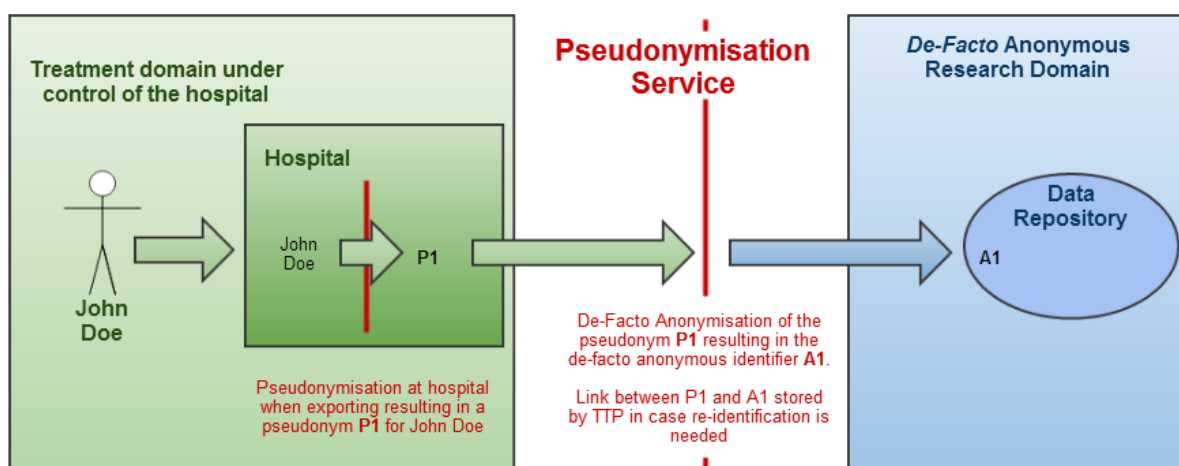 Treatment domain under
control of the hospital
John
Doe
Hospital
John
Doe
P1
Pseudonymisation at hospital
when exporting resulting in a
pseudonym P1 for John Doe
Pseudonymisation
Service
De-Facto Anonymisation of the
pseudonym P1 resulting in the
de-facto anonymous identifier A1.
Link between P1 and A1 stored
by TTP in case re-identification is
needed
De-Facto Anonymous
Research Domain
Data
Repository
A1